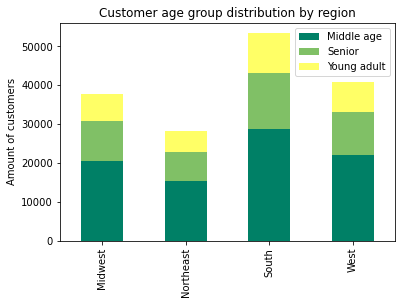 Customer age group distribution by region
Amount of customers
50000
40000
30000
20000
10000
0
Middle age
Senior
Young adult
Midwest
Northeast
South
West